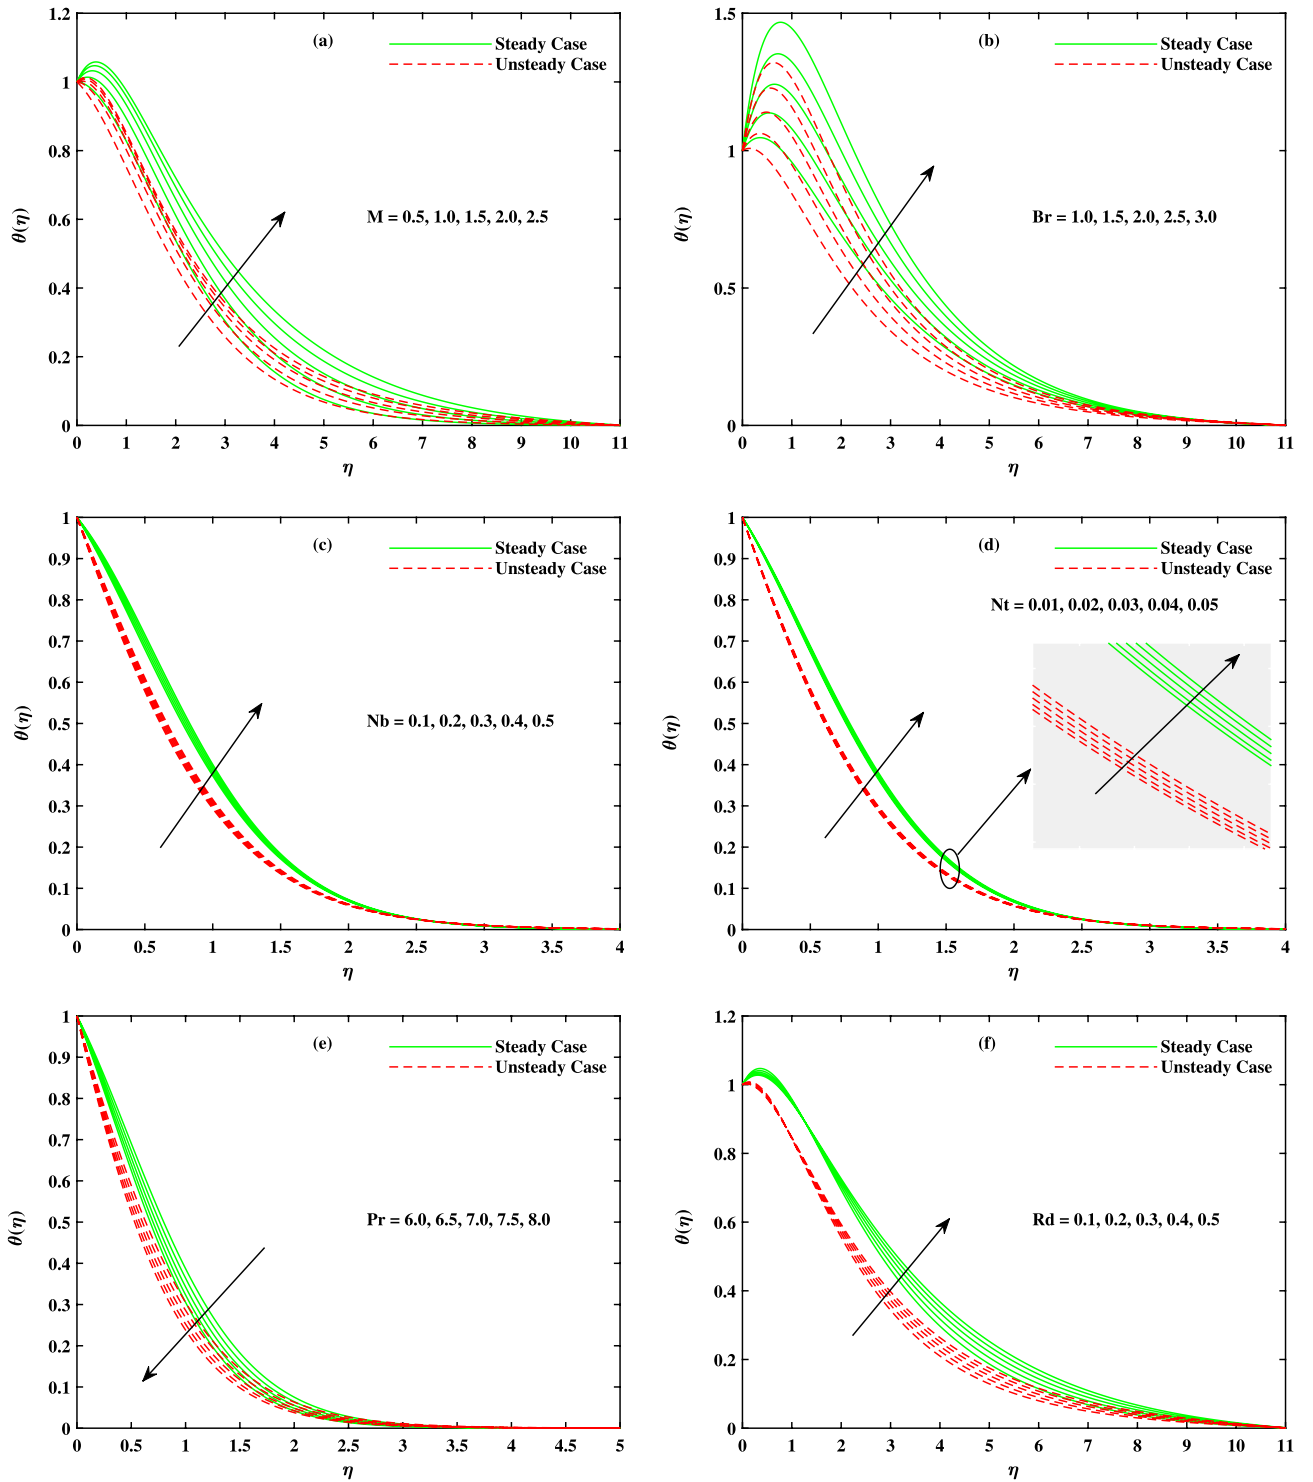 (a)
Steady Case
Unsteady Case
M = 0.5, 1.0, 1.5, 2.0, 2.5
θ(η)
1.2
1
0.8
0.6
0.4
0.2
0
0 1 2 3 4 5 6 7 8 9 10 11
η
(b)
Steady Case
Unsteady Case
Br = 1.0, 1.5, 2.0, 2.5, 3.0
θ(η)
1.5
1
0.5
0
0 1 2 3 4 5 6 7 8 9 10 11
η
(c)
Steady Case
Unsteady Case
Nb = 0.1, 0.2, 0.3, 0.4, 0.5
θ(η)
1
0.9
0.8
0.7
0.6
0.5
0.4
0.3
0.2
0.1
0
0 0.5 1 1.5 2 2.5 3 3.5 4
η
(d)
Steady Case
Unsteady Case
Nt = 0.01, 0.02, 0.03, 0.04, 0.05
θ(η)
1
0.9
0.8
0.7
0.6
0.5
0.4
0.3
0.2
0.1
0
0 0.5 1 1.5 2 2.5 3 3.5 4
η
(e)
Steady Case
Unsteady Case
Pr = 6.0, 6.5, 7.0, 7.5, 8.0
θ(η)
1
0.9
0.8
0.7
0.6
0.5
0.4
0.3
0.2
0.1
0
0 0.5 1 1.5 2 2.5 3 3.5 4 4.5 5
η
(f)
Steady Case
Unsteady Case
Rd = 0.1, 0.2, 0.3, 0.4, 0.5
θ(η)
1.2
1
0.8
0.6
0.4
0.2
0
0 1 2 3 4 5 6 7 8 9 10 11
η